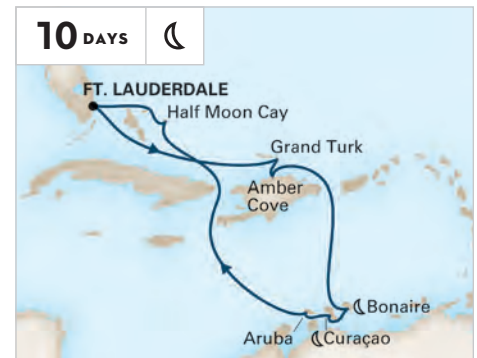 10 DAYS
FT. LAUDERDALE
Half Moon Cay
Grand Turk
Amber
Cove
Bonaire
Aruba
Curaçao